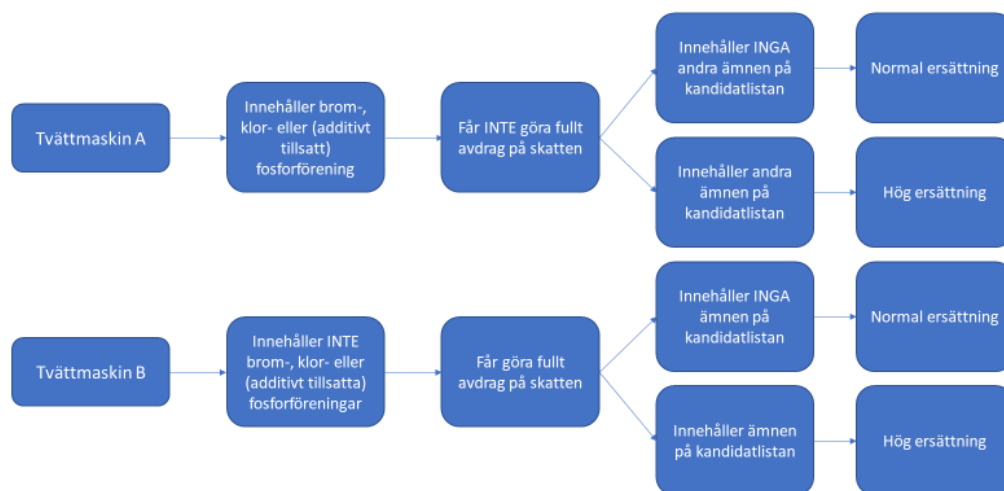 Tvättmaskin A
Innehåller brom-,
klor- eller (additivt
tillsatt)
fosforförening
Får INTE göra fullt
avdrag på skatten
Innehåller INGA
andra ämnen på
kandidatlistan
Normal ersättning
Innehåller andra
ämnen på
kandidatlistan
Hög ersättning
Tvättmaskin B
Innehåller INTE
brom-, klor- eller
(additivt tillsatta)
fosforföreningar
Får göra fullt
avdrag på skatten
Innehåller INGA
ämnen på
kandidatlistan
Normal ersättning
Innehåller ämnen
på kandidatlistan
Hög ersättning